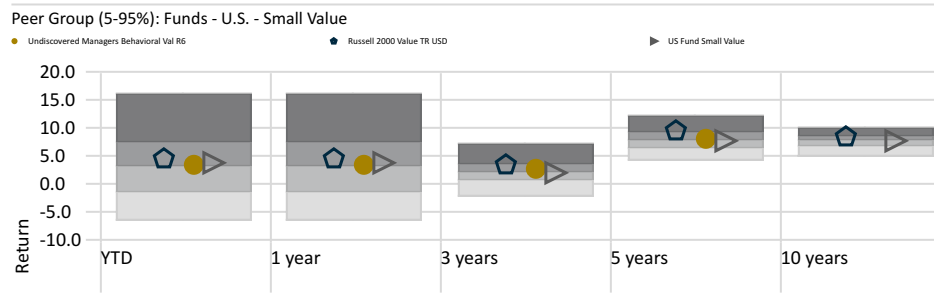 Peer Group (5-95%): Funds - U.S. - Small Value
Undiscovered Managers Behavioral Val R6 Russell 2000 Value TR USD US Fund Small Value
20.0
15.0
10.0
5.0
0.0
-5.0
-10.0
Return
YTD 1 year 3 years 5 years 10 years